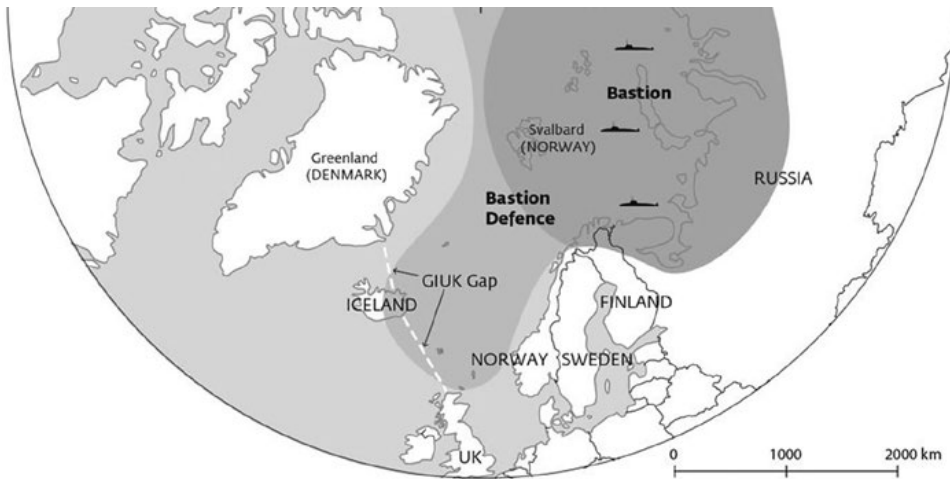 Bastion
Svalbard
(NORWAY)
Greenland
(DENMARK)
RUSSIA
Bastion
Defence
GIUK Gap
ICELAND
FINLAND
NORWAY
SWEDEN
UK
0 1000 2000 km